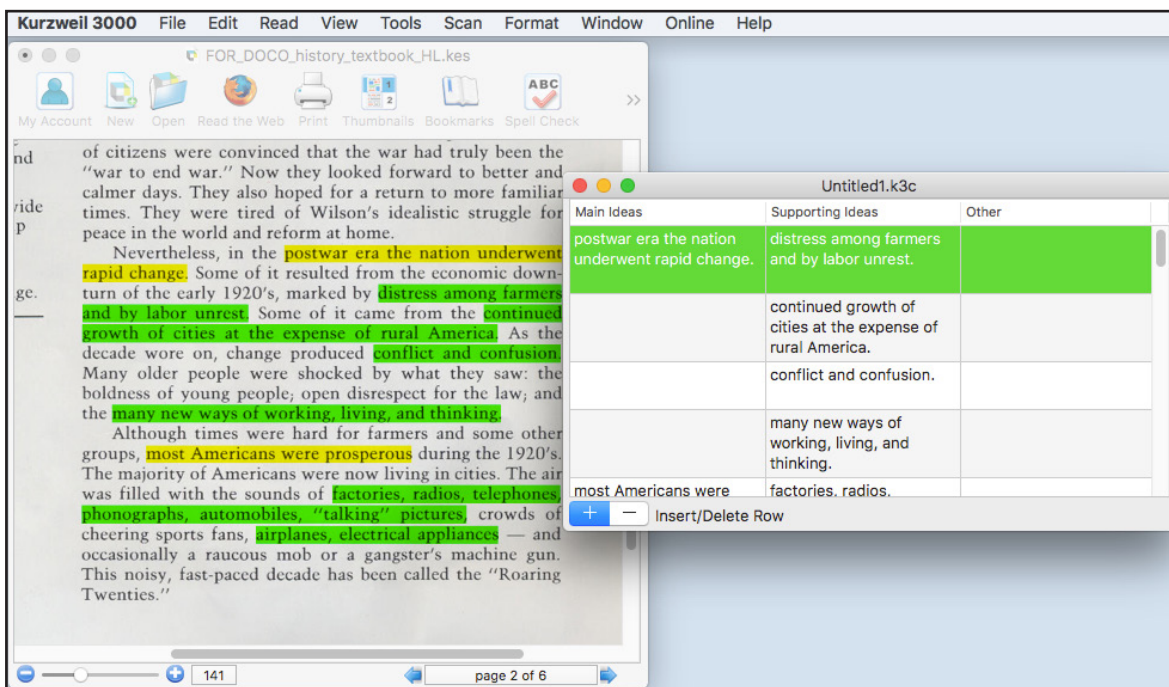 Kurzweil 3000 File Edit Read View Tools Scan Format Window Online Help
FOR_DOCO_history_textbook_HL.kes
My Account New Open Read the Web Print Thumbnails Bookmarks Spell Check
nd
vide
p
ge.
of citizens were convinced that the war had truly been the
“war to end war.” Now they looked forward to better and
calmer days. They also hoped for a return to more familiar
times. They were tired of Wilson’s idealistic struggle for
peace in the world and reform at home.
Nevertheless, in the postwar era the nation underwent
rapid change. Some of it resulted from the economic down-
turn of the early 1920’s, marked by distress among farmers
and by labor unrest. Some of it came from the continued
growth of cities at the expense of rural America. As the
decade wore on, change produced conflict and confusion.
Many older people were shocked by what they saw: the
boldness of young people; open disrespect for the law; and
the many new ways of working, living, and thinking.
Although times were hard for farmers and some other
groups, most Americans were prosperous during the 1920’s.
The majority of Americans were now living in cities. The air
was filled with the sounds of factories, radios, telephones,
phonographs, automobiles, “talking” pictures, crowds of
cheering sports fans, airplanes, electrical appliances — and
occasionally a raucous mob or a gangster’s machine gun.
This noisy, fast-paced decade has been called the “Roaring
Twenties.”
141
page 2 of 6
Untitled1.k3c
Main Ideas Supporting Ideas Other
postwar era the nation
underwent rapid change.
distress among farmers
and by labor unrest.
continued growth of
cities at the expense of
rural America.
conflict and confusion.
many new ways of
working, living, and
thinking.
most Americans were
factories, radios,
+ − Insert/Delete Row